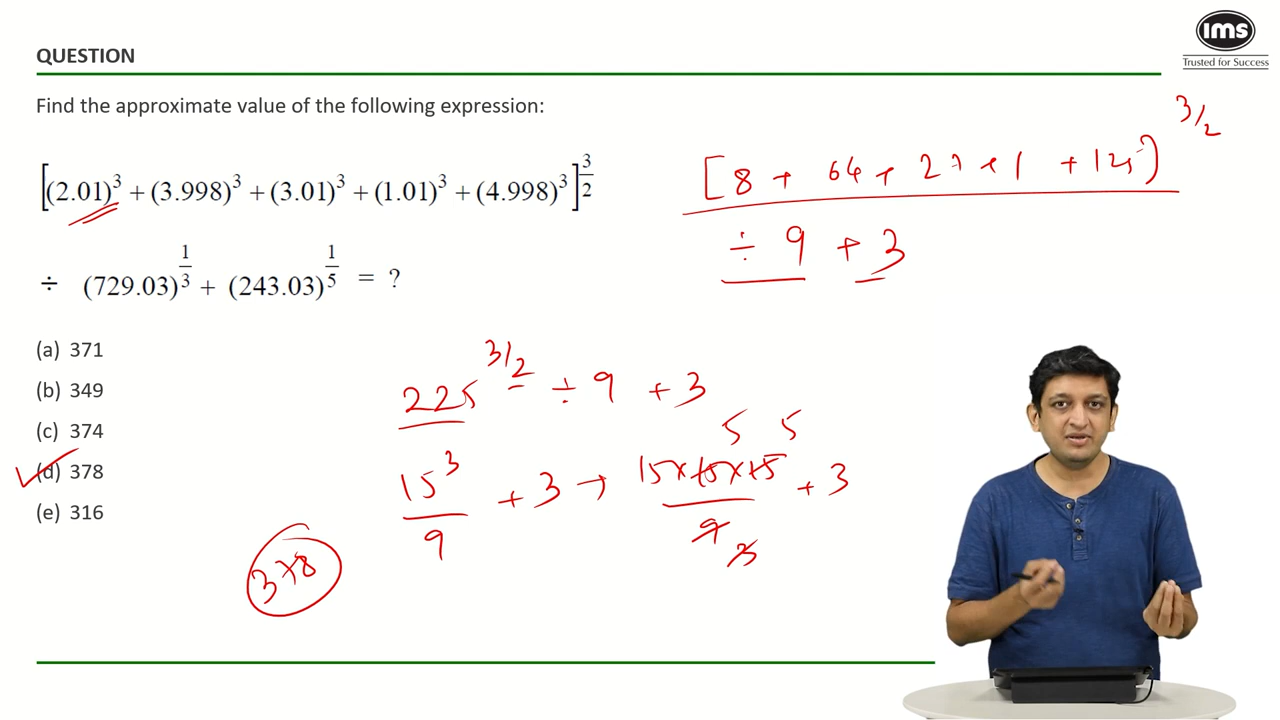 QUESTION
ims
Trusted for Success
Find the approximate value of the following expression:
[(2.01)³ + (3.998)³ + (3.01)³ + (1.01)³ + (4.998)³]^(3/2)
÷ (729.03)^(1/3) + (243.03)^(1/5) = ?
(a) 371
(b) 349
(c) 374
(d) 378
(e) 316
[8 + 64 + 27 + 1 + 125]^(3/2)
÷ 9 + 3
225^(3/2) ÷ 9 + 3
5 5
15³/9 + 3 → 15×15×15/9 + 3
3
378